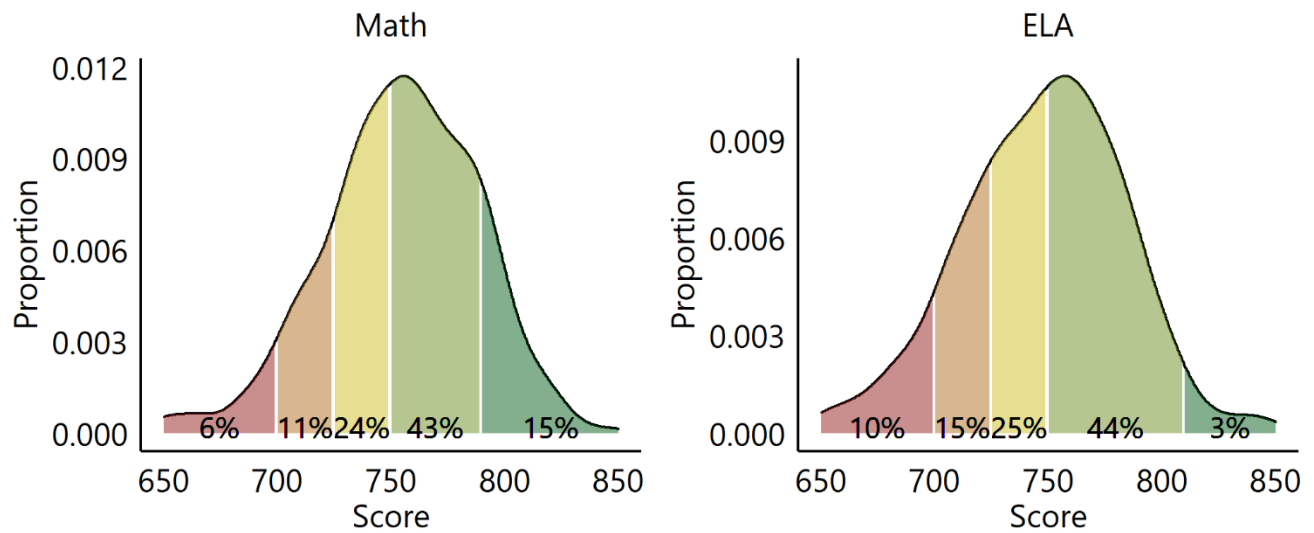 Math
0.012
0.009
0.006
0.003
0.000
Proportion
6% 11% 24% 43% 15%
650 700 750 800 850
Score
ELA
0.009
0.006
0.003
0.000
Proportion
10% 15% 25% 44% 3%
650 700 750 800 850
Score